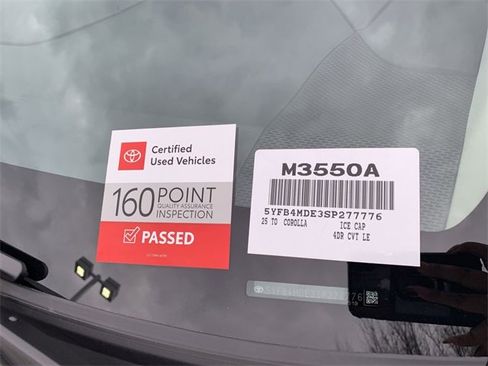 Certified
Used Vehicles
160 POINT
QUALITY ASSURANCE
INSPECTION
PASSED
M3550A
5YFB4MDE3SP277776
25 TO COROLLA ICE CAP
4DR CVT LE
5YFB4MDE3SP277776